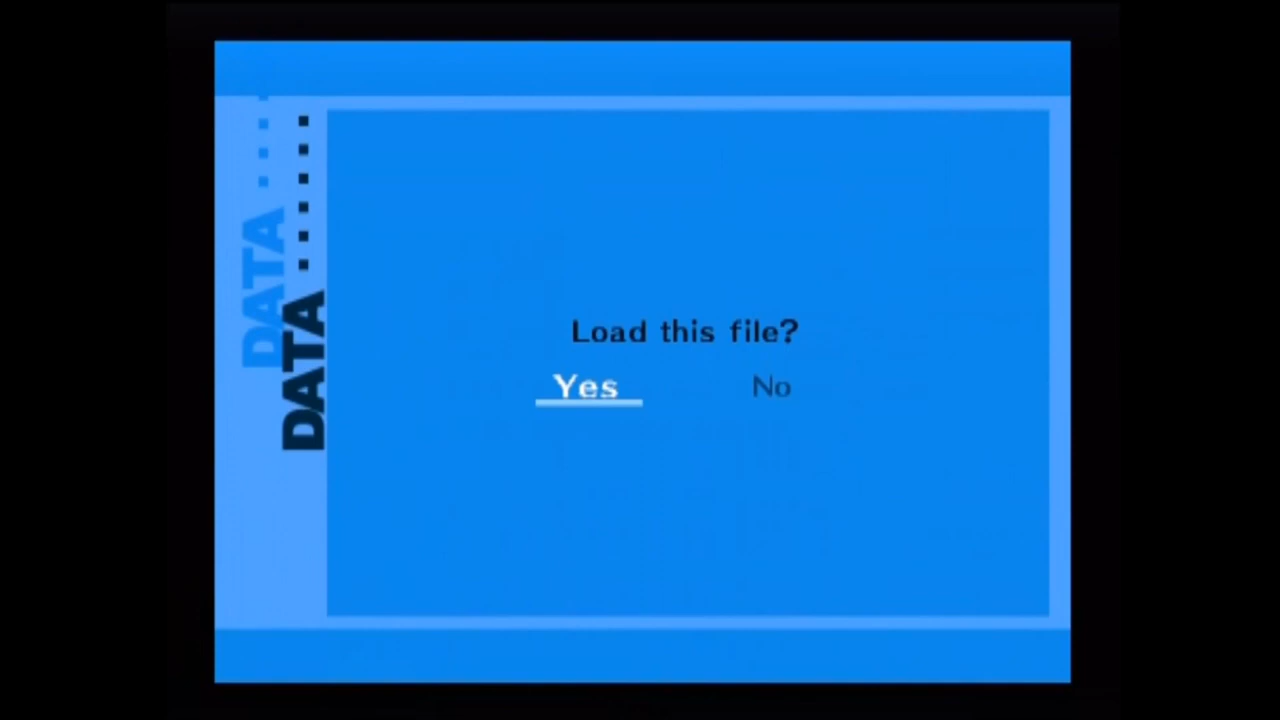 DATA ......
DATA ....
Load this file?
Yes No